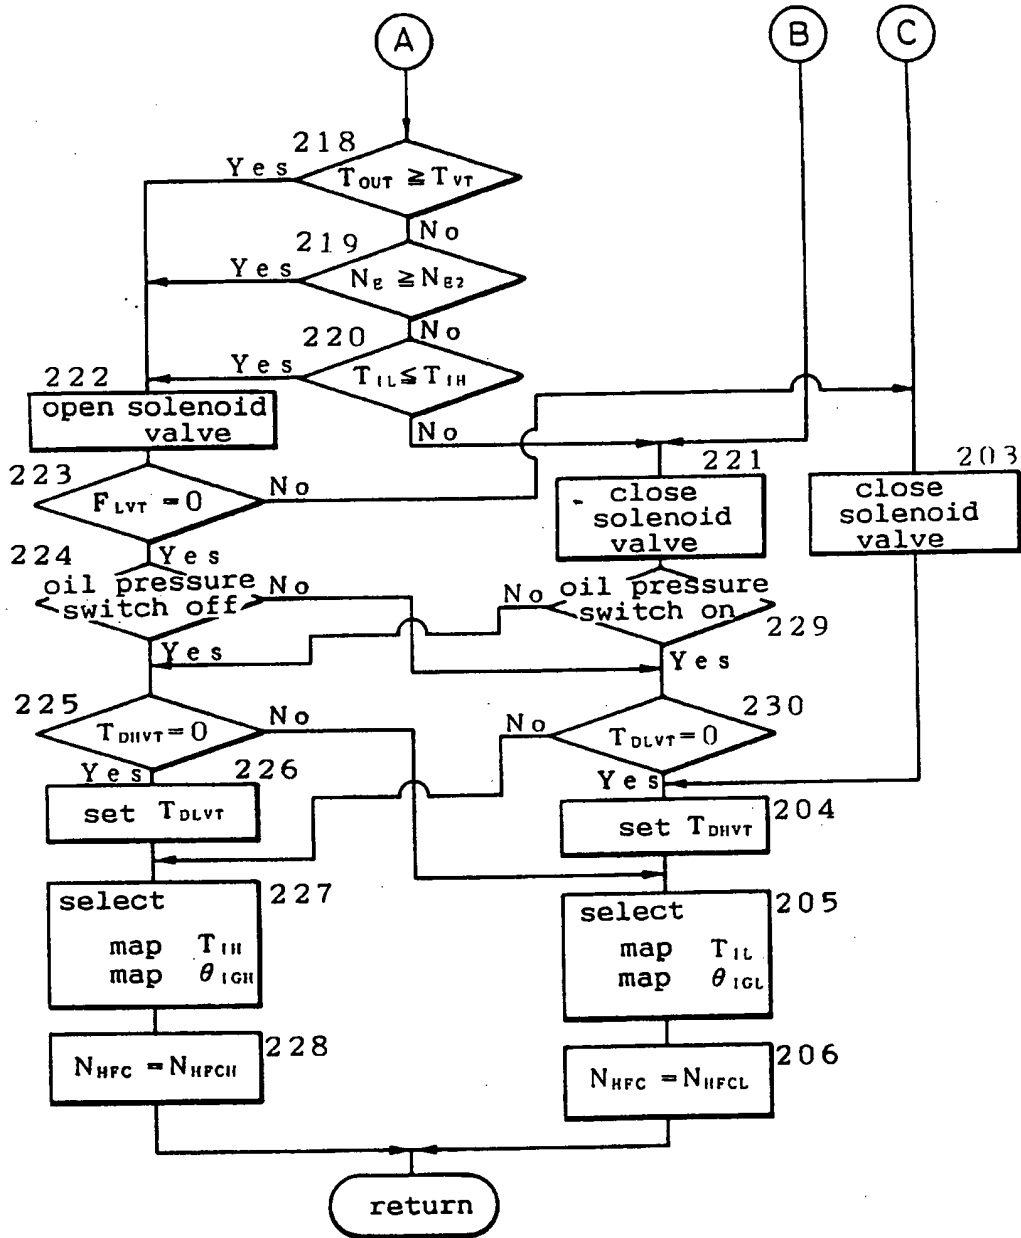 A
B
C
218
Yes
T_OUT ≧ T_VT
No
219
Yes
N_E ≧ N_E2
No
220
Yes
T_IL ≦ T_IH
No
222
open solenoid
valve
223
F_LVT = 0
No
Yes
221
close
solenoid
valve
203
close
solenoid
valve
224
oil pressure
switch off
No
Yes
No
oil pressure
switch on
229
Yes
225
T_DHVT = 0
No
Yes
No
230
T_DLVT = 0
Yes
226
set T_DLVT
set T_DHVT
204
227
select
map T_IH
map θ_IGH
205
select
map T_IL
map θ_IGL
228
N_HFC = N_HFCH
206
N_HFC = N_HFCL
return